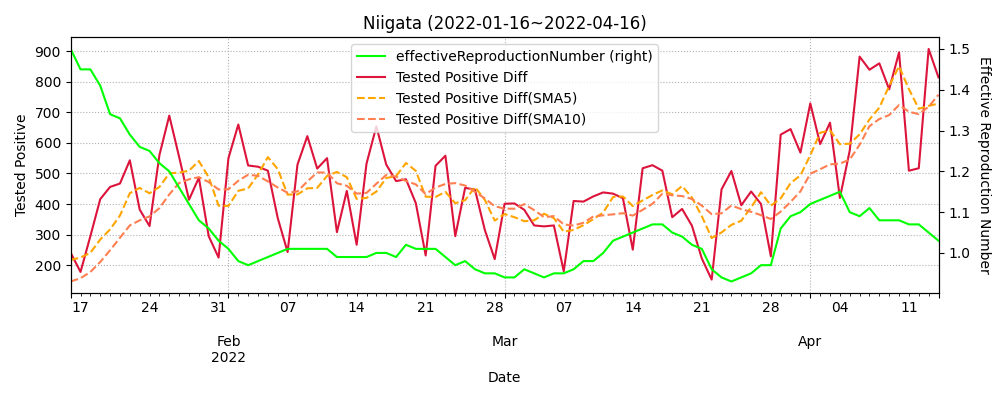 Niigata (2022-01-16~2022-04-16)
effectiveReproductionNumber (right)
Tested Positive Diff
Tested Positive Diff(SMA5)
Tested Positive Diff(SMA10)
Tested Positive
900
800
700
600
500
400
300
200
1.5
1.4
1.3
1.2
1.1
1.0
Effective Reproduction Number
17 24 31 07 14 21 28 07 14 21 28 04 11
Feb Mar Apr
2022
Date